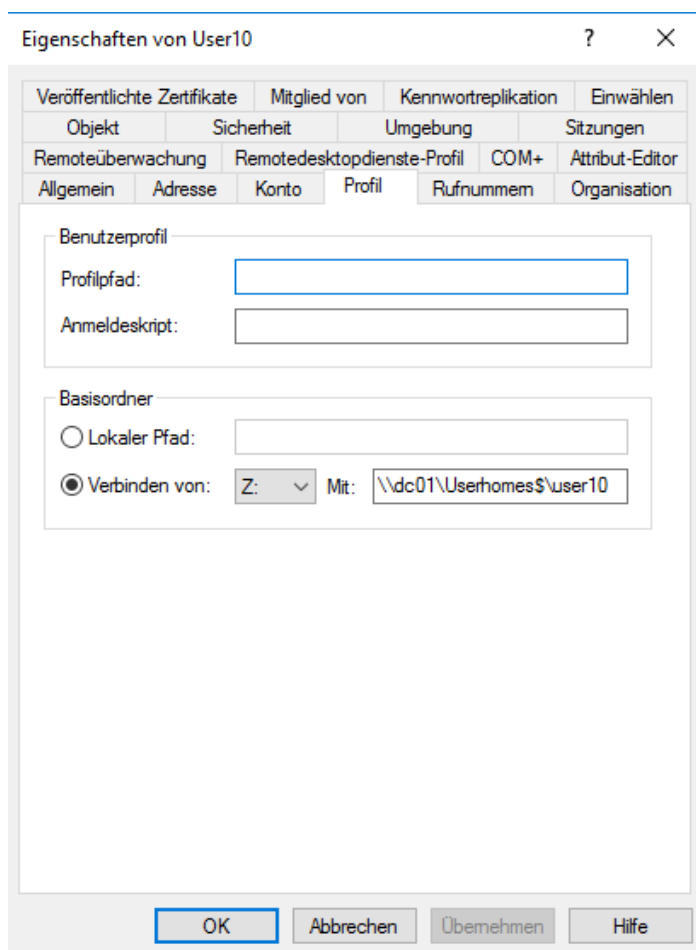 Eigenschaften von User10 ? ×
Veröffentlichte Zertifikate Mitglied von Kennwortreplikation Einwählen
Objekt Sicherheit Umgebung Sitzungen
Remoteüberwachung Remotedesktopdienste-Profil COM+ Attribut-Editor
Allgemein Adresse Konto Profil Rufnummern Organisation
Benutzerprofil
Profilpfad:
Anmeldeskript:
Basisordner
Lokaler Pfad:
Verbinden von: Z: Mit: \\dc01\Userhomes$\user10
OK Abbrechen Übernehmen Hilfe